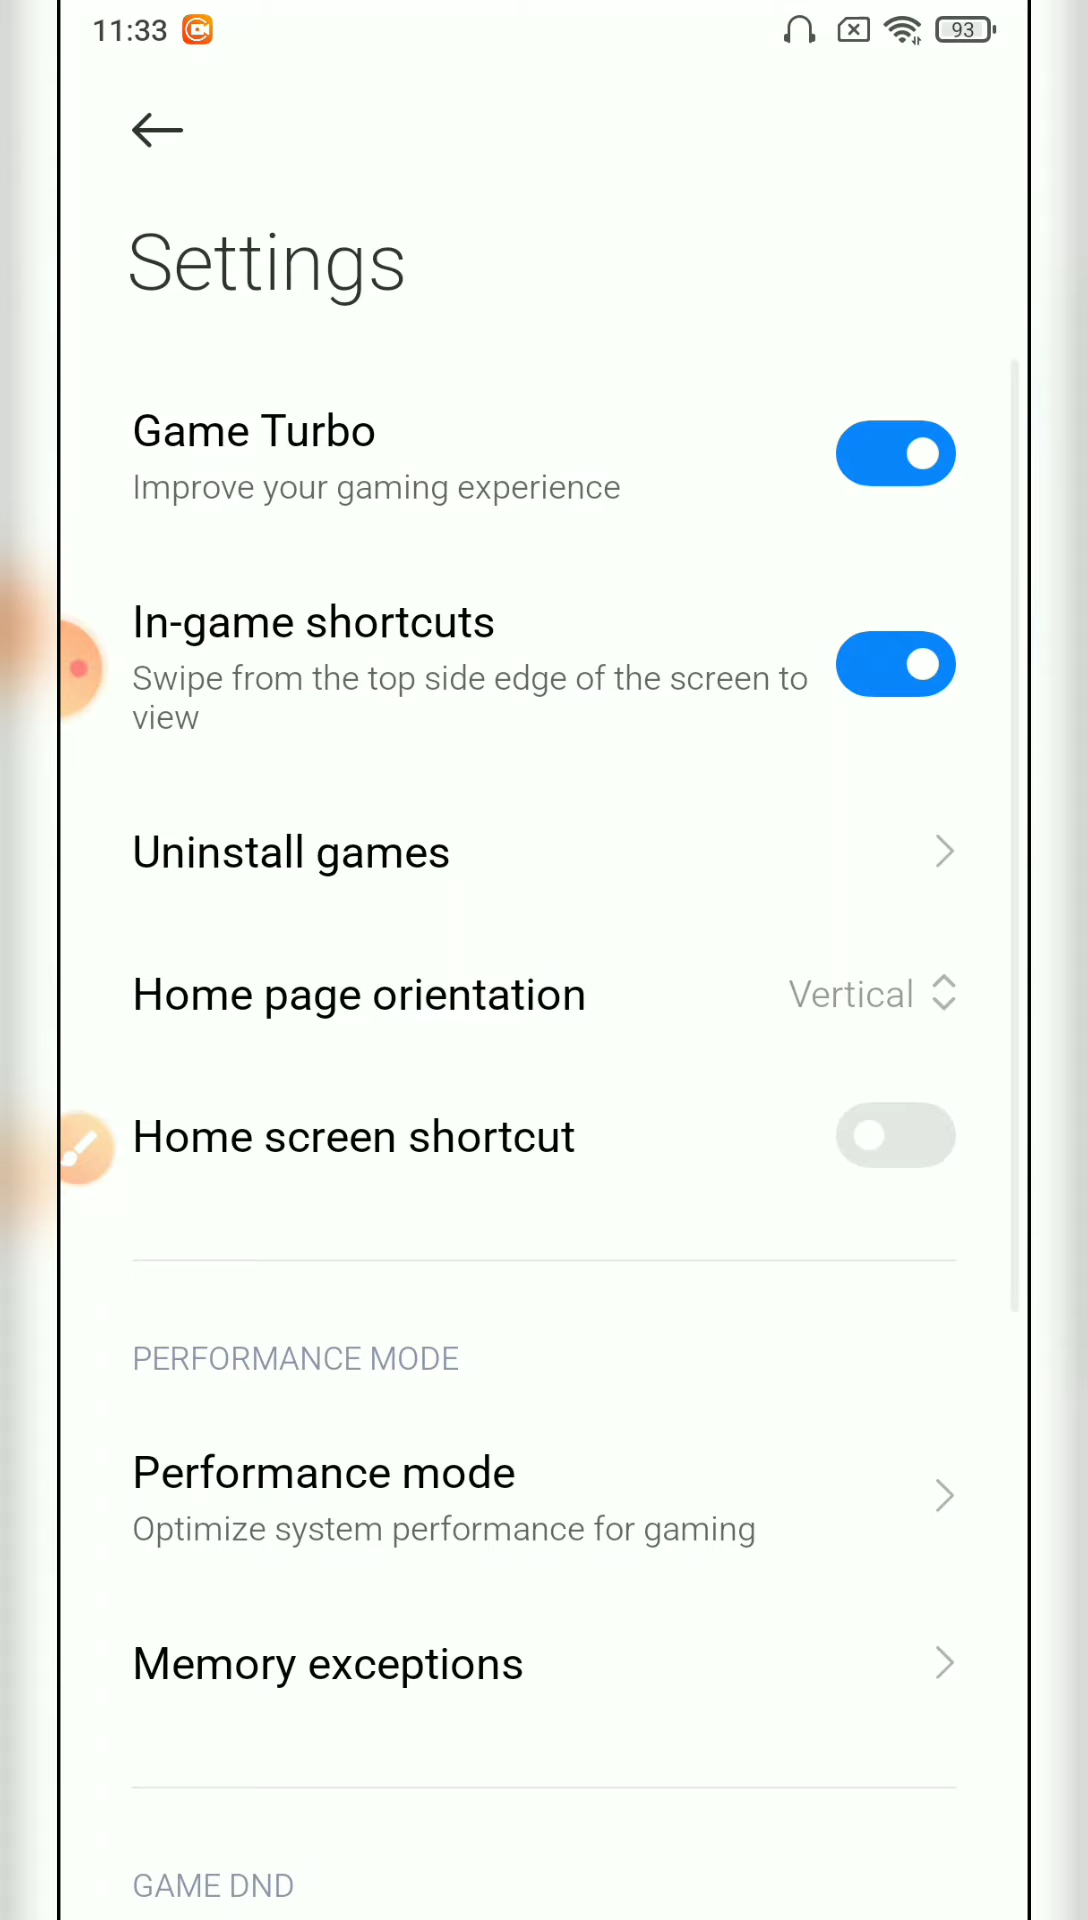 11:33
93
Settings
Game Turbo
Improve your gaming experience
In-game shortcuts
Swipe from the top side edge of the screen to
view
Uninstall games
Home page orientation Vertical
Home screen shortcut
PERFORMANCE MODE
Performance mode
Optimize system performance for gaming
Memory exceptions
GAME DND